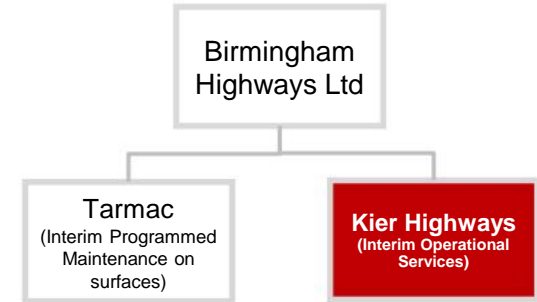 Birmingham
Highways Ltd
Tarmac
(Interim Programmed
Maintenance on
surfaces)
Kier Highways
(Interim Operational
Services)